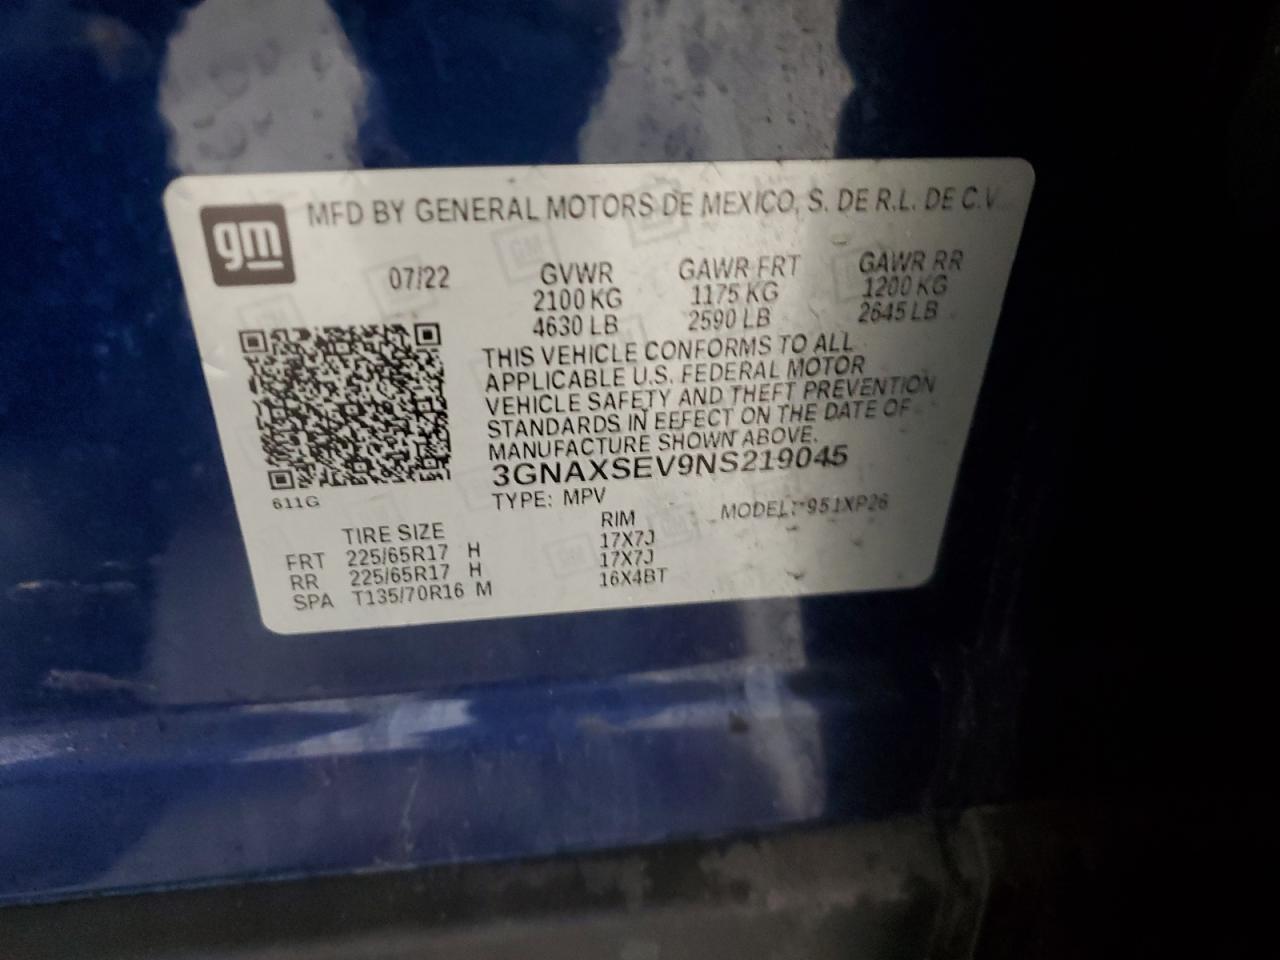 gm
MFD BY GENERAL MOTORS DE MEXICO, S. DE R.L. DE C.V
07/22
GVWR GAWR FRT GAWR RR
2100 KG 1175 KG 1200 KG
4630 LB 2590 LB 2645 LB
THIS VEHICLE CONFORMS TO ALL
APPLICABLE U.S. FEDERAL MOTOR
VEHICLE SAFETY AND THEFT PREVENTION
STANDARDS IN EFFECT ON THE DATE OF
MANUFACTURE SHOWN ABOVE.
3GNAXSEV9NS219045
611G
TYPE: MPV MODEL: 951XP26
TIRE SIZE RIM
FRT 225/65R17 H 17X7J
RR 225/65R17 H 17X7J
SPA T135/70R16 M 16X4BT